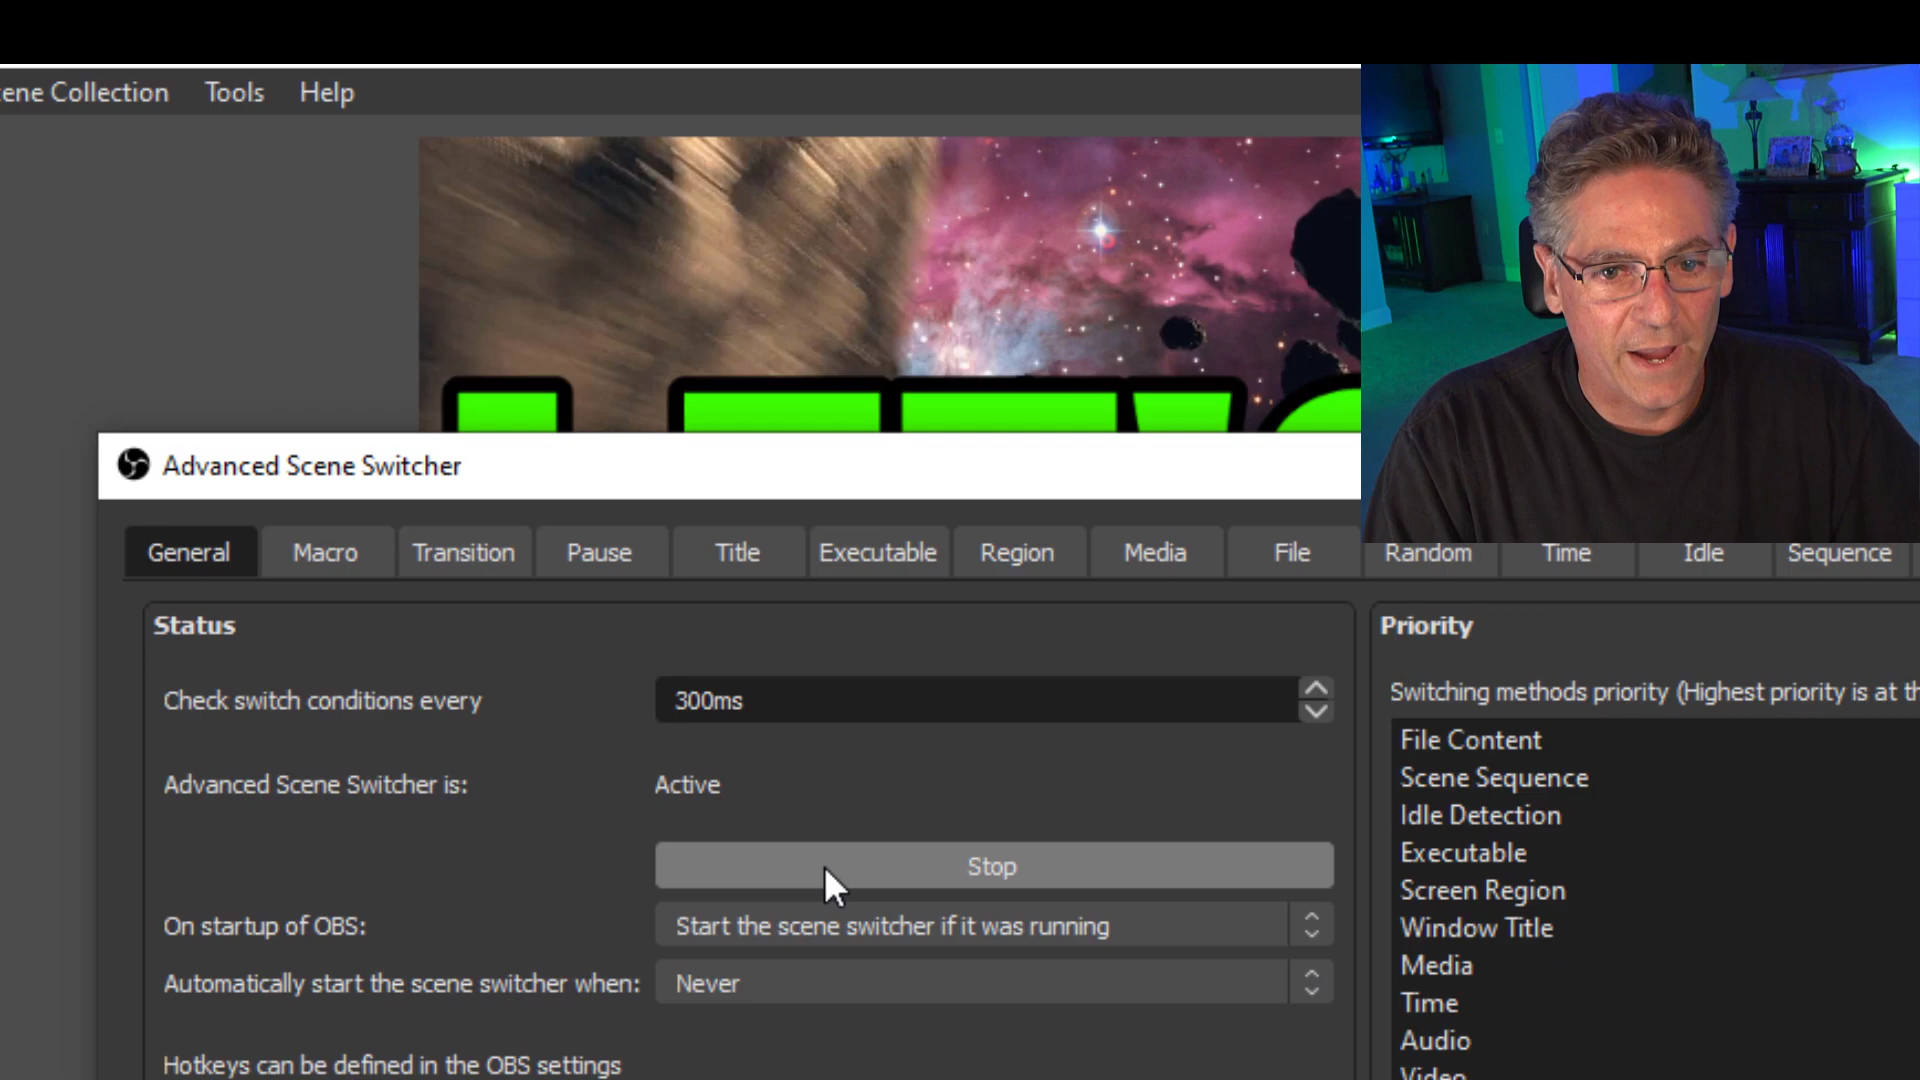 ene Collection Tools Help
Advanced Scene Switcher
General Macro Transition Pause Title Executable Region Media File Random Time Idle Sequence
Status
Check switch conditions every 300ms
Advanced Scene Switcher is: Active
Stop
On startup of OBS: Start the scene switcher if it was running
Automatically start the scene switcher when: Never
Hotkeys can be defined in the OBS settings
Priority
Switching methods priority (Highest priority is at th
File Content
Scene Sequence
Idle Detection
Executable
Screen Region
Window Title
Media
Time
Audio
Video